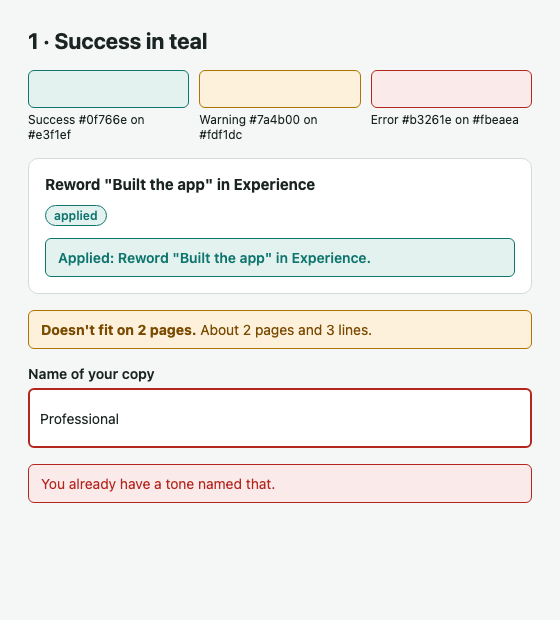 1 · Success in teal
Success #0f766e on
#e3f1ef
Warning #7a4b00 on
#fdf1dc
Error #b3261e on #fbeaea
Reword "Built the app" in Experience
applied
Applied: Reword "Built the app" in Experience.
Doesn't fit on 2 pages. About 2 pages and 3 lines.
Name of your copy
Professional
You already have a tone named that.